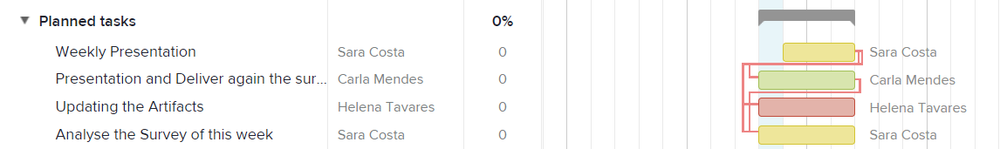 Planned tasks 0%
Weekly Presentation Sara Costa 0 Sara Costa
Presentation and Deliver again the sur... Carla Mendes 0 Carla Mendes
Updating the Artifacts Helena Tavares 0 Helena Tavares
Analyse the Survey of this week Sara Costa 0 Sara Costa